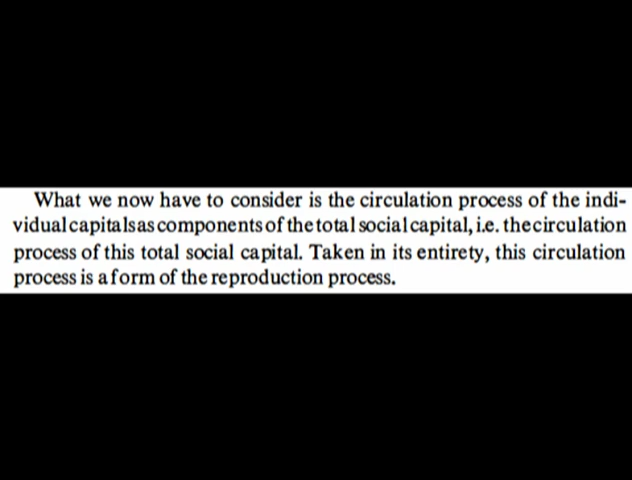 What we now have to consider is the circulation process of the indi-
vidual capitals as components of the total social capital, i.e. the circulation
process of this total social capital. Taken in its entirety, this circulation
process is a form of the reproduction process.